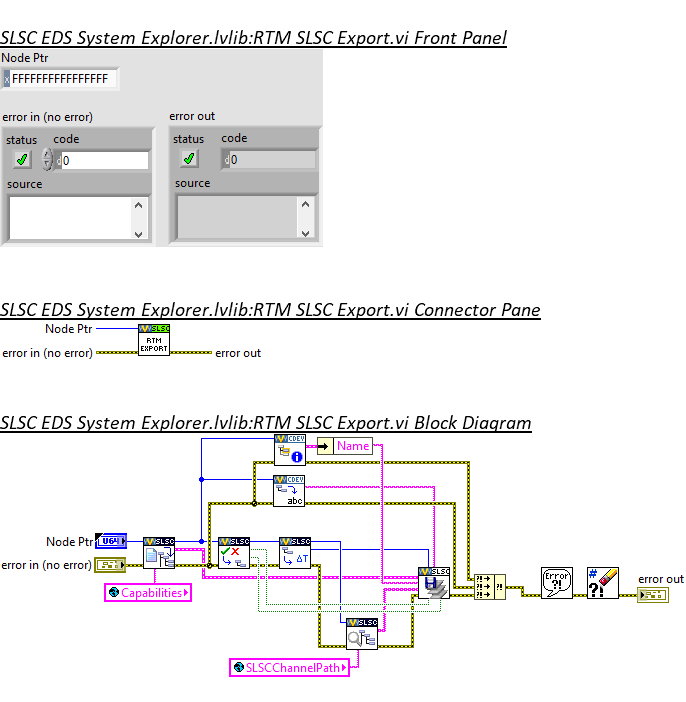 SLSC EDS System Explorer.lvlib:RTM SLSC Export.vi Front Panel
Node Ptr
x FFFFFFFFFFFFFFFF
error in (no error)
error out
status code
d 0
source
status code
d 0
source
SLSC EDS System Explorer.lvlib:RTM SLSC Export.vi Connector Pane
Node Ptr
SLSC
RTM
EXPORT
error in (no error)
error out
SLSC EDS System Explorer.lvlib:RTM SLSC Export.vi Block Diagram
CDEV
Name
CDEV
abc
Node Ptr
U64
SLSC
SLSC
SLSC
ΔT
error in (no error)
Capabilities
SLSC
Error
?!
#
?!
error out
SLSC
SLSCChannelPath